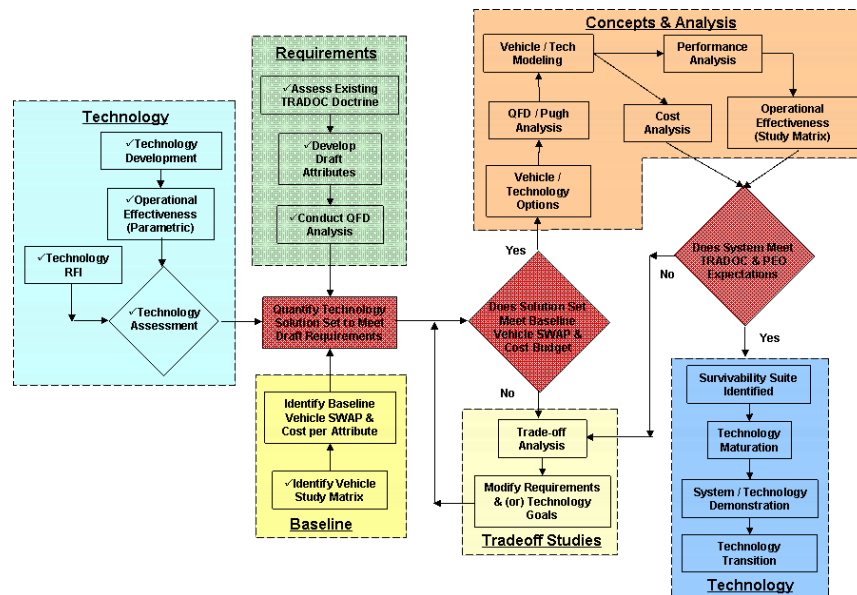 Technology
✓Technology
Development
✓Operational
Effectiveness
(Parametric)
✓Technology
RFI
✓Technology
Assessment
Requirements
✓Assess Existing
TRADOC Doctrine
✓Develop
Draft
Attributes
✓Conduct QFD
Analysis
Quantify Technology
Solution Set to Meet
Draft Requirements
Identify Baseline
Vehicle SWAP &
Cost per Attribute
✓Identify Vehicle
Study Matrix
Baseline
Concepts & Analysis
Vehicle / Tech
Modeling
Performance
Analysis
QFD / Pugh
Analysis
Cost
Analysis
Operational
Effectiveness
(Study Matrix)
Vehicle /
Technology
Options
Yes
Does Solution Set
Meet Baseline
Vehicle SWAP &
Cost Budget
No
Does System Meet
TRADOC & PEO
Expectations
No
Yes
Trade-off
Analysis
Modify Requirements
& (or) Technology
Goals
Tradeoff Studies
Survivability Suite
Identified
Technology
Maturation
System / Technology
Demonstration
Technology
Transition
Technology